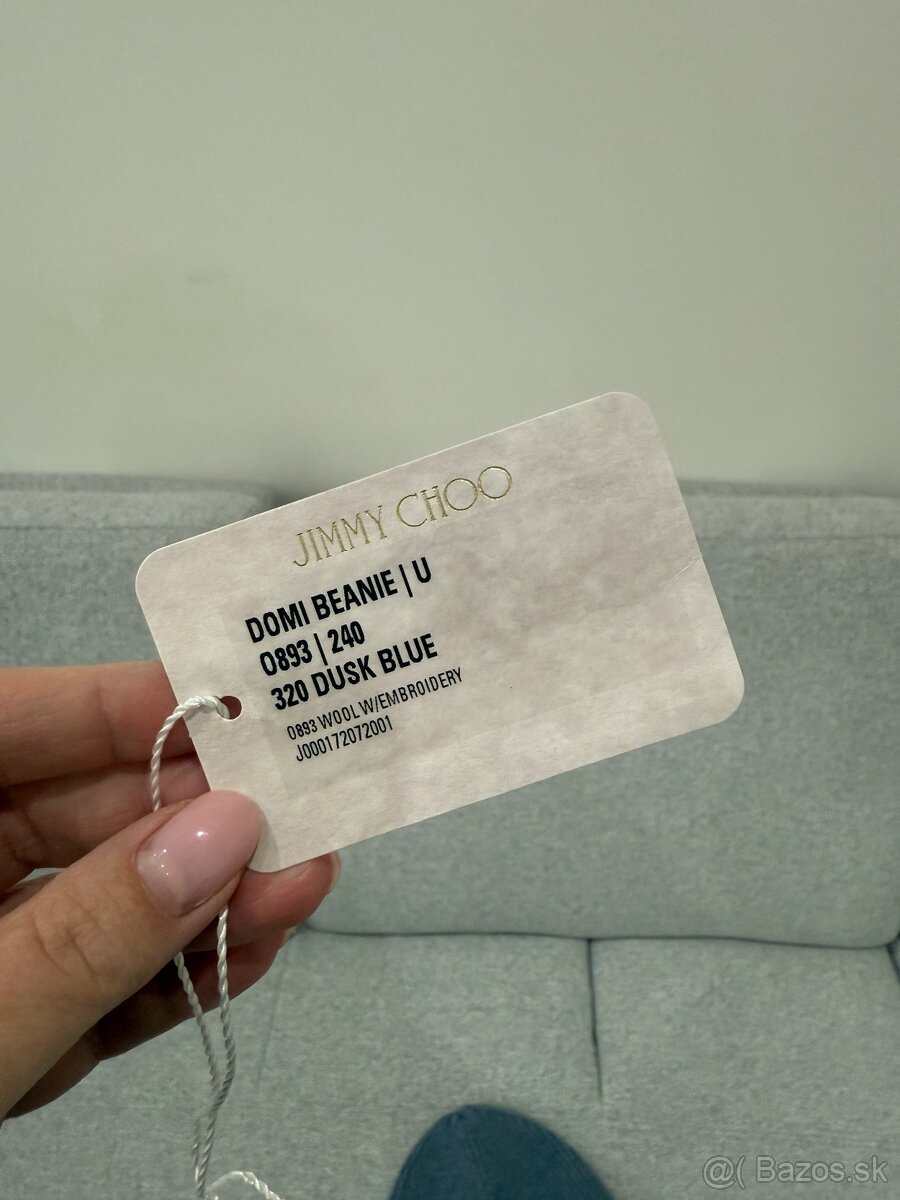 JIMMY CHOO
DOMI BEANIE | U
0893 | 240
320 DUSK BLUE
0893 WOOL W/EMBROIDERY
J000172072001
@( Bazos.sk